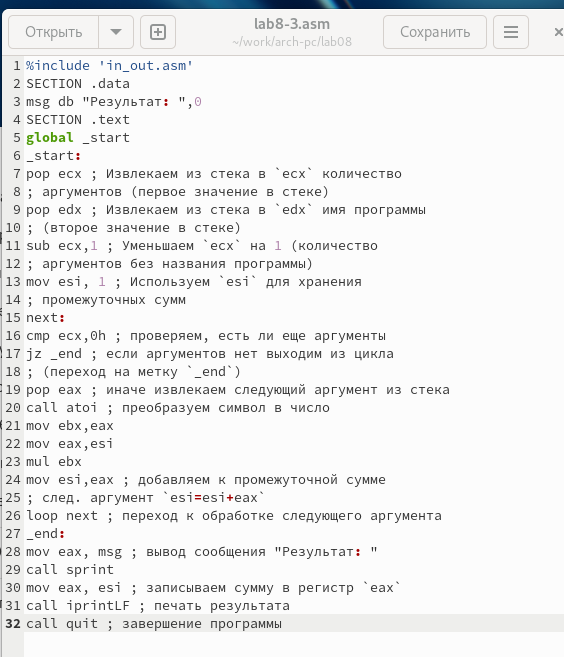 Открыть
lab8-3.asm
~/work/arch-pc/lab08
Сохранить
1 %include 'in_out.asm'
2 SECTION .data
3 msg db "Результат: ",0
4 SECTION .text
5 global _start
6 _start:
7 pop ecx ; Извлекаем из стека в `ecx` количество
8 ; аргументов (первое значение в стеке)
9 pop edx ; Извлекаем из стека в `edx` имя программы
10 ; (второе значение в стеке)
11 sub ecx,1 ; Уменьшаем `ecx` на 1 (количество
12 ; аргументов без названия программы)
13 mov esi, 1 ; Используем `esi` для хранения
14 ; промежуточных сумм
15 next:
16 cmp ecx,0h ; проверяем, есть ли еще аргументы
17 jz _end ; если аргументов нет выходим из цикла
18 ; (переход на метку `_end`)
19 pop eax ; иначе извлекаем следующий аргумент из стека
20 call atoi ; преобразуем символ в число
21 mov ebx,eax
22 mov eax,esi
23 mul ebx
24 mov esi,eax ; добавляем к промежуточной сумме
25 ; след. аргумент `esi=esi+eax`
26 loop next ; переход к обработке следующего аргумента
27 _end:
28 mov eax, msg ; вывод сообщения "Результат: "
29 call sprint
30 mov eax, esi ; записываем сумму в регистр `eax`
31 call iprintLF ; печать результата
32 call quit ; завершение программы